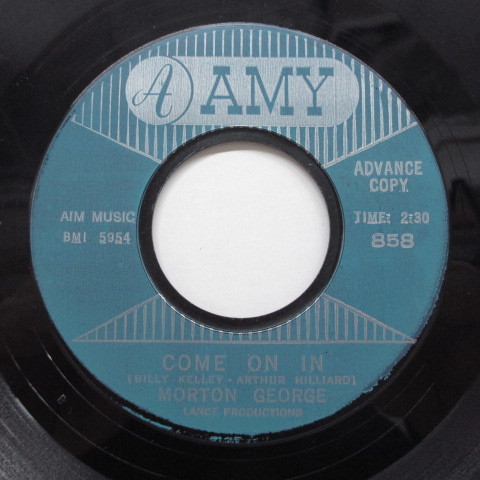 A AMY
ADVANCE
COPY
AIM MUSIC
BMI 5954
TIME: 2:30
858
COME ON IN
(BILLY KELLEY - ARTHUR HILLIARD)
MORTON GEORGE
LANCE PRODUCTIONS